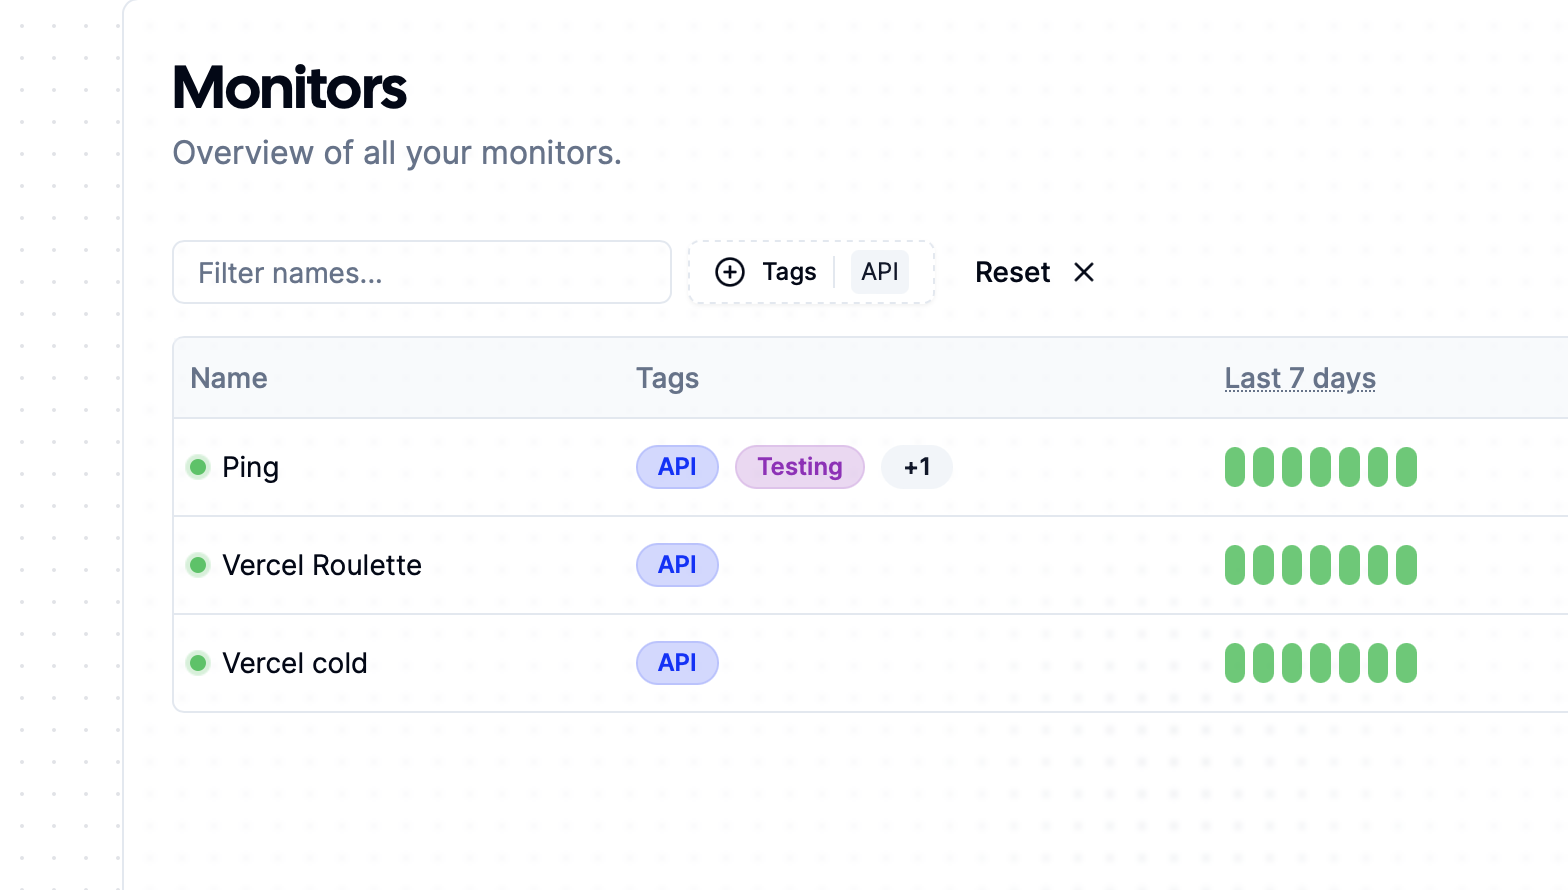 Monitors
Overview of all your monitors.
Filter names...
Tags API
Reset
Name Tags Last 7 days
Ping API Testing +1
Vercel Roulette API
Vercel cold API